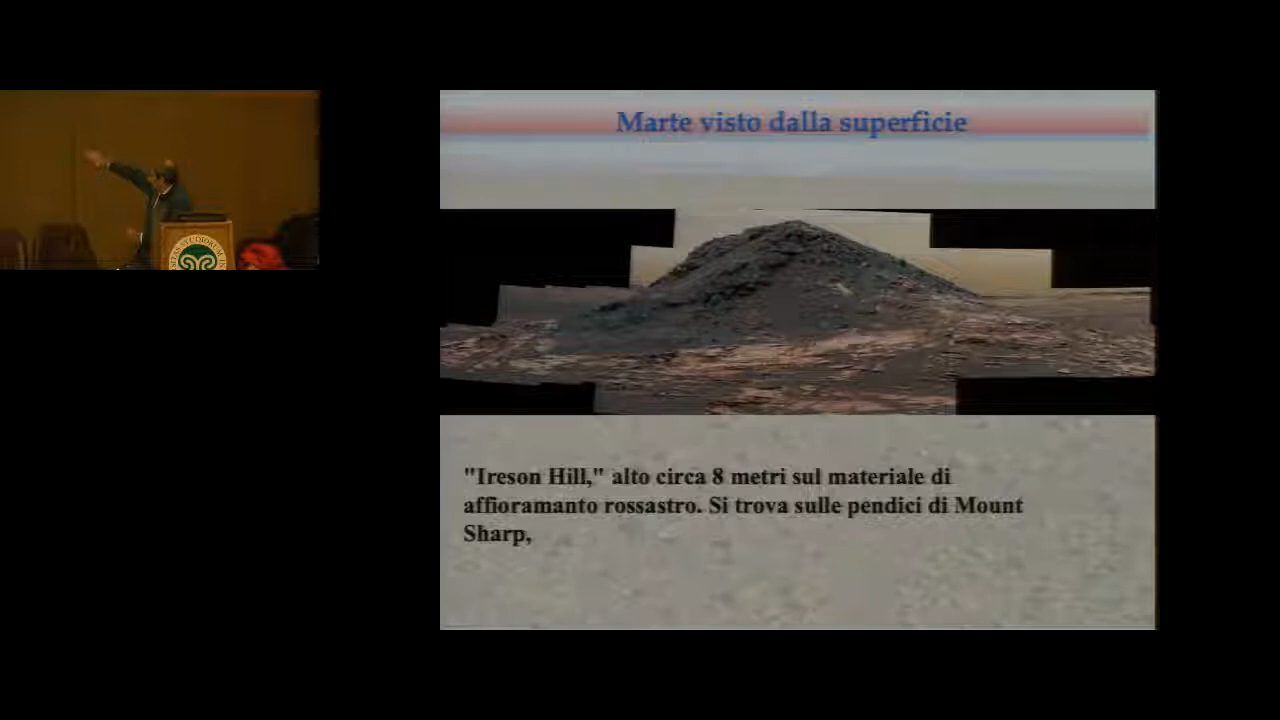 Marte visto dalla superficie
"Ireson Hill," alto circa 8 metri sul materiale di
affioramanto rossastro. Si trova sulle pendici di Mount
Sharp,
STUDIORUM